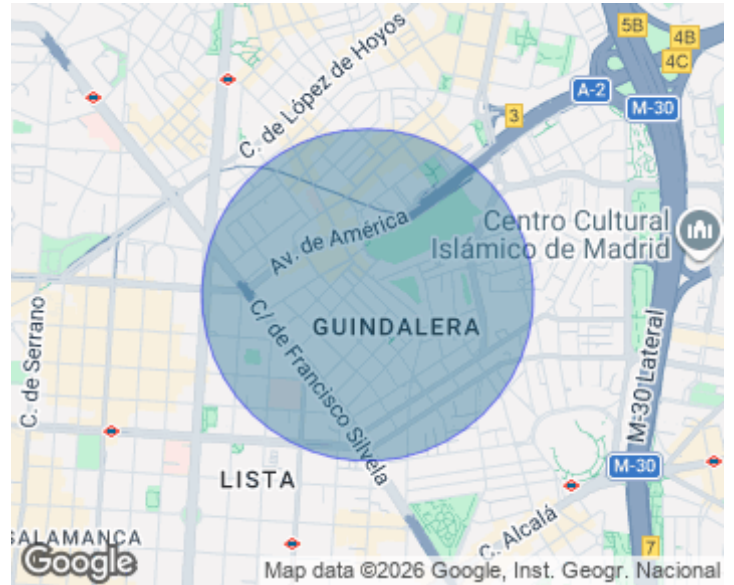 5B
4B
4C
A-2
M-30
3
C. de López de Hoyos
Av. de América
Centro Cultural
Islámico de Madrid
C. de Serrano
C/ de Francisco Silvela
GUINDALERA
M-30 Lateral
LISTA
M-30
C. Alcalá
SALAMANCA
7
Google
Map data ©2026 Google, Inst. Geogr. Nacional